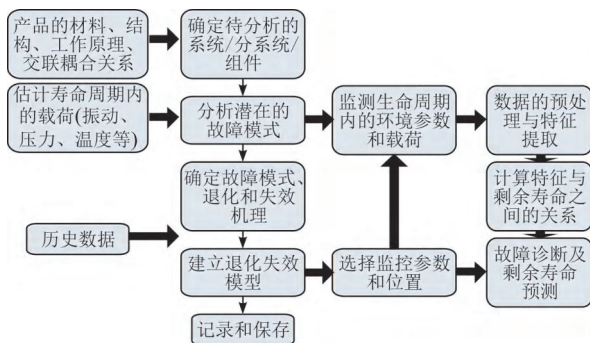 产品的材料、结
构、工作原理、
交联耦合关系
确定待分析的
系统/分系统/
组件
估计寿命周期内
的载荷(振动、
压力、温度等)
分析潜在的
故障模式
监测生命周期
内的环境参数
和载荷
数据的预处
理与特征
提取
确定故障模式、
退化和失效
机理
计算特征与
剩余寿命之
间的关系
历史数据
建立退化失效
模型
选择监控参数
和位置
故障诊断及
剩余寿命
预测
记录和保存